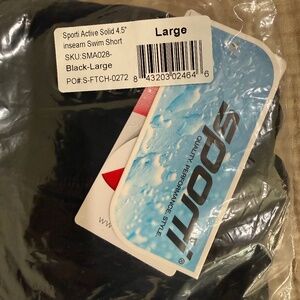 Sporti Active Solid 4.5"
inseam Swim Short
SKU:SMA028-
Black-Large
PO#:S-FTCH-0272
Large
8 43203 02464 6
sporti
®
QUALITY. PERFORMANCE. STYLE.
www